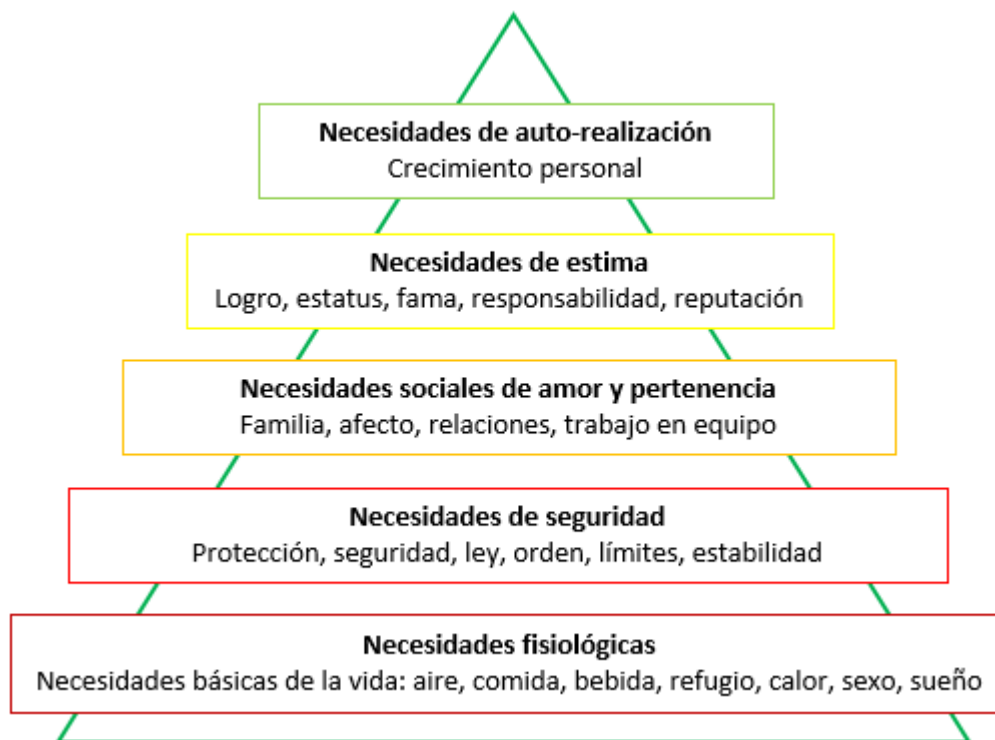 Necesidades de auto-realización
Crecimiento personal
Necesidades de estima
Logro, estatus, fama, responsabilidad, reputación
Necesidades sociales de amor y pertenencia
Familia, afecto, relaciones, trabajo en equipo
Necesidades de seguridad
Protección, seguridad, ley, orden, límites, estabilidad
Necesidades fisiológicas
Necesidades básicas de la vida: aire, comida, bebida, refugio, calor, sexo, sueño